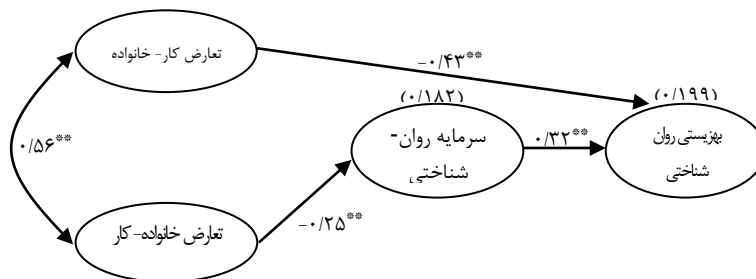 تعارض کار- خانواده
-۰/۴۳**
(۰/۱۸۲)
(۰/۱۹۹)
۰/۵۶**
سرمایه روان-
شناختی
۰/۳۲**
بهزیستی روان
شناختی
-۰/۲۵**
تعارض خانواده-کار